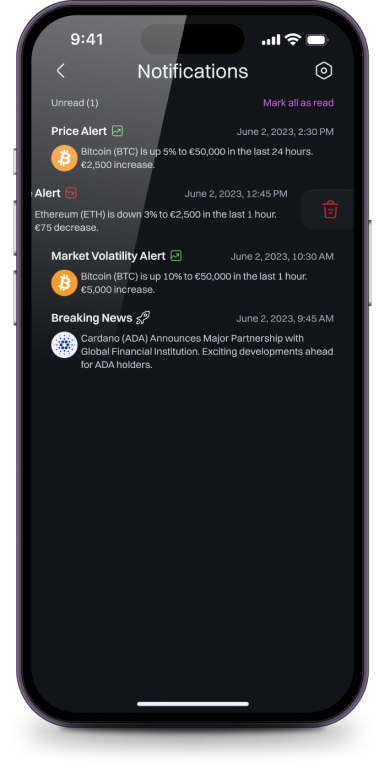 9:41
Notifications
Unread (1) Mark all as read
Price Alert June 2, 2023, 2:30 PM
Bitcoin (BTC) is up 5% to €50,000 in the last 24 hours.
€2,500 increase.
Alert June 2, 2023, 12:45 PM
Ethereum (ETH) is down 3% to €2,500 in the last 1 hour.
€75 decrease.
Market Volatility Alert June 2, 2023, 10:30 AM
Bitcoin (BTC) is up 10% to €50,000 in the last 1 hour.
€5,000 increase.
Breaking News June 2, 2023, 9:45 AM
Cardano (ADA) Announces Major Partnership with
Global Financial Institution. Exciting developments ahead
for ADA holders.